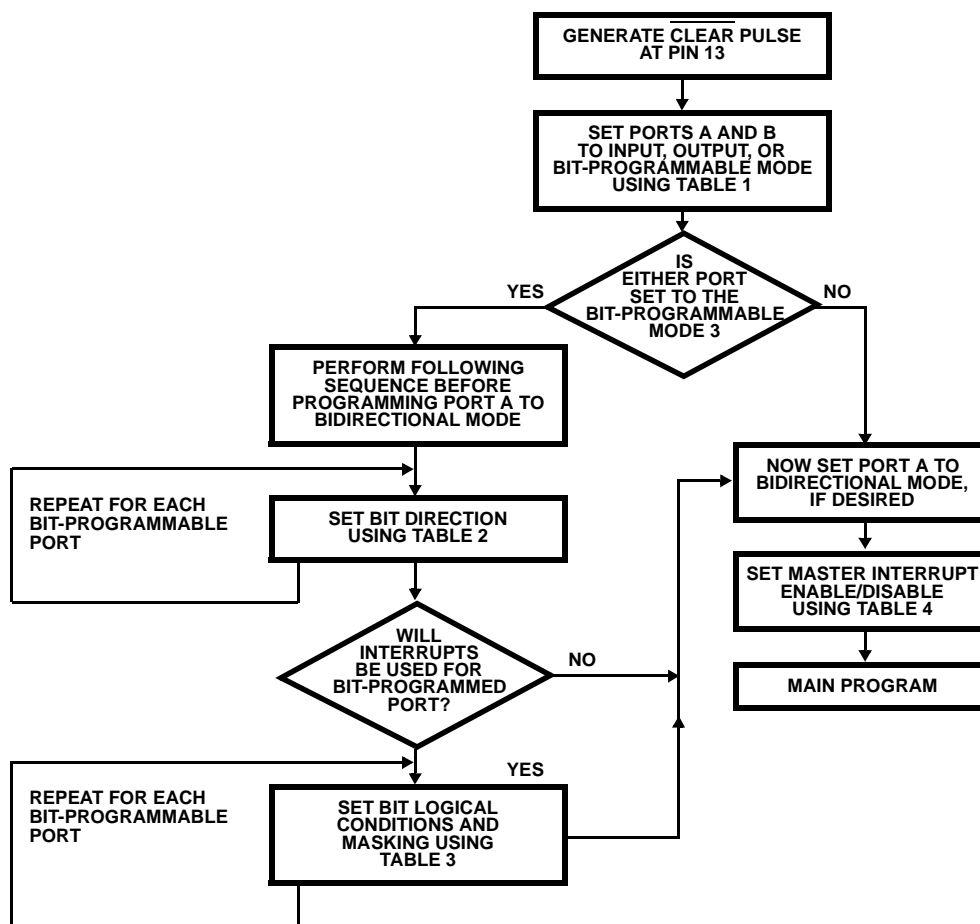 GENERATE CLEAR PULSE
AT PIN 13
SET PORTS A AND B
TO INPUT, OUTPUT, OR
BIT-PROGRAMMABLE MODE
USING TABLE 1
IS
EITHER PORT
SET TO THE
BIT-PROGRAMMABLE
MODE 3
YES
NO
PERFORM FOLLOWING
SEQUENCE BEFORE
PROGRAMMING PORT A TO
BIDIRECTIONAL MODE
NOW SET PORT A TO
BIDIRECTIONAL MODE,
IF DESIRED
REPEAT FOR EACH
BIT-PROGRAMMABLE
PORT
SET BIT DIRECTION
USING TABLE 2
SET MASTER INTERRUPT
ENABLE/DISABLE
USING TABLE 4
WILL
INTERRUPTS
BE USED FOR
BIT-PROGRAMMED
PORT?
NO
MAIN PROGRAM
YES
REPEAT FOR EACH
BIT-PROGRAMMABLE
PORT
SET BIT LOGICAL
CONDITIONS AND
MASKING USING
TABLE 3